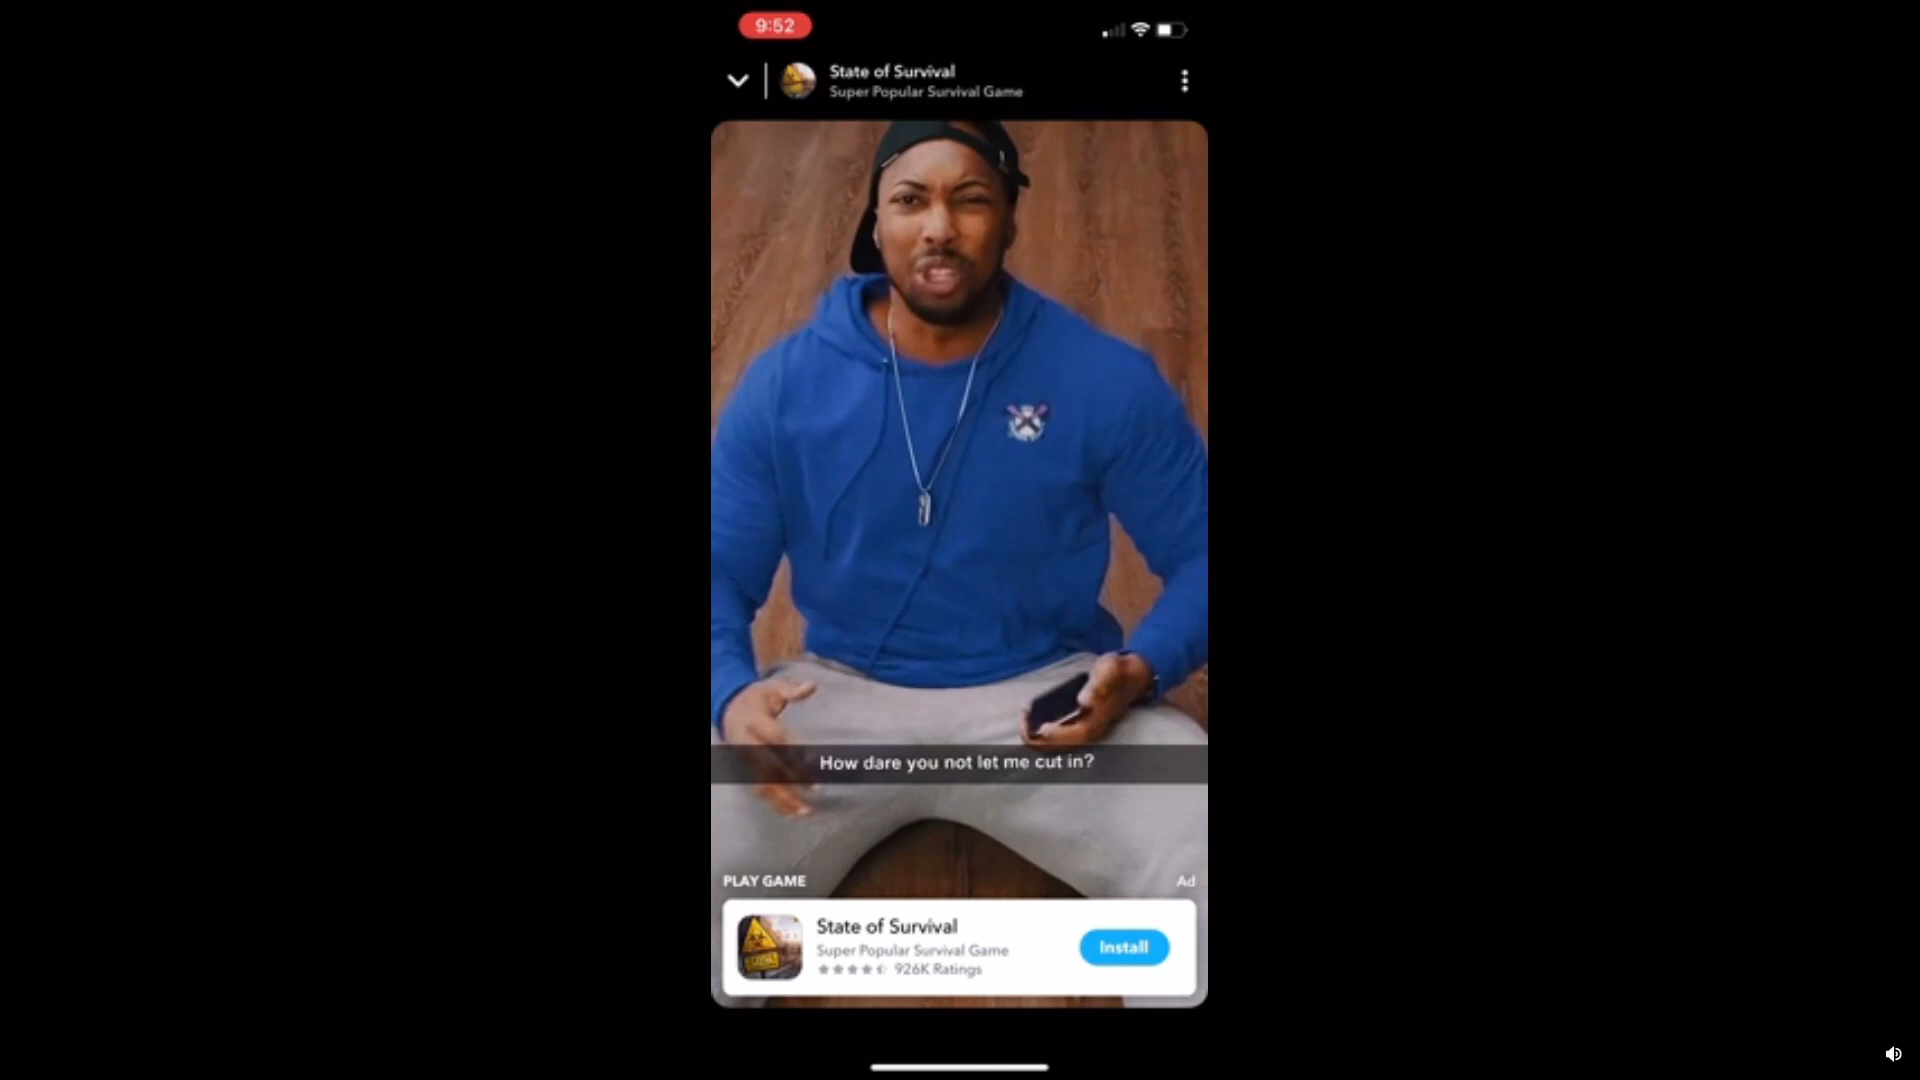 9:52
State of Survival
Super Popular Survival Game
How dare you not let me cut in?
PLAY GAME
Ad
State of Survival
Super Popular Survival Game
926K Ratings
Install